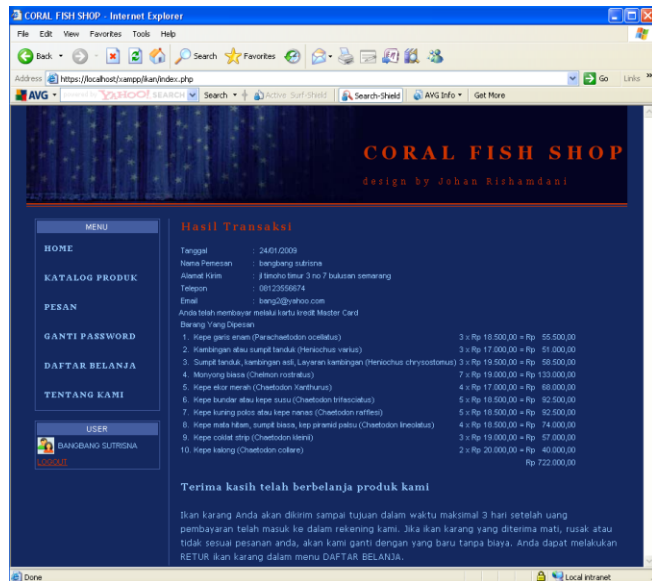 CORAL FISH SHOP - Internet Explorer
File Edit View Favorites Tools Help
Back Search Favorites
Address https://localhost/xampp/ikan/index.php Go Links
AVG YAHOO! SEARCH Search Active Surf-Shield Search-Shield AVG Info Get More
CORAL FISH SHOP
design by Johan Rishamdani
MENU
HOME
KATALOG PRODUK
PESAN
GANTI PASSWORD
DAFTAR BELANJA
TENTANG KAMI
USER
BANGBANG SUTRISNA
LOGOUT
Hasil Transaksi
Tanggal : 24/01/2009
Nama Pemesan : bangbang sutrisna
Alamat Kirim : jl timoho timur 3 no 7 bulusan semarang
Telepon : 08123556674
Email : bang2@yahoo.com
Anda telah membayar melalui kartu kredit Master Card
Barang Yang Dipesan
1. Kepe garis enam (Parachaetodon ocellatus) 3 x Rp 18.500,00 = Rp 55.500,00
2. Kambingan atau sumpit tanduk (Heniochus varius) 3 x Rp 17.000,00 = Rp 51.000,00
3. Sumpit tanduk, kambingan asli, Layaran kambingan (Heniochus chrysostomus) 3 x Rp 19.500,00 = Rp 58.500,00
4. Monyong biasa (Chelmon rostratus) 7 x Rp 19.000,00 = Rp 133.000,00
5. Kepe ekor merah (Chaetodon Xanthurus) 4 x Rp 17.000,00 = Rp 68.000,00
6. Kepe bundar atau kepe susu (Chaetodon trifasciatus) 5 x Rp 18.500,00 = Rp 92.500,00
7. Kepe kuning polos atau kepe nanas (Chaetodon rafflesi) 5 x Rp 18.500,00 = Rp 92.500,00
8. Kepe mata hitam, sumpit biasa, kep piramid palsu (Chaetodon lineolatus) 4 x Rp 18.500,00 = Rp 74.000,00
9. Kepe coklat strip (Chaetodon kleinii) 3 x Rp 19.000,00 = Rp 57.000,00
10. Kepe kalong (Chaetodon collare) 2 x Rp 20.000,00 = Rp 40.000,00
Rp 722.000,00
Terima kasih telah berbelanja produk kami
Ikan karang Anda akan dikirim sampai tujuan dalam waktu maksimal 3 hari setelah uang
pembayaran telah masuk ke dalam rekening kami. Jika ikan karang yang diterima mati, rusak atau
tidak sesuai pesanan anda, akan kami ganti dengan yang baru tanpa biaya. Anda dapat melakukan
RETUR ikan karang dalam menu DAFTAR BELANJA.
Done Local intranet